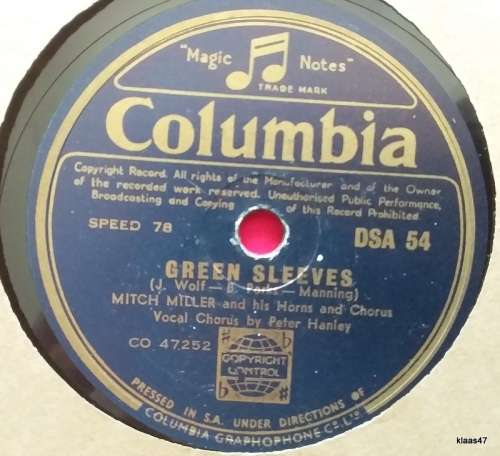 "Magic Notes"
TRADE MARK
Columbia
Copyright Record. All rights of the Manufacturer and of the Owner
of the recorded work reserved. Unauthorised Public Performance,
Broadcasting and Copying of this Record Prohibited.
SPEED 78
DSA 54
GREEN SLEEVES
(J. Wolf — B. Parks — Manning)
MITCH MILLER and his Horns and Chorus
Vocal Chorus by Peter Hanley
CO 47,252
COPYRIGHT
CONTROL
PRESSED IN S.A. UNDER DIRECTIONS OF
COLUMBIA GRAPHOPHONE Co. LTD
klaas47